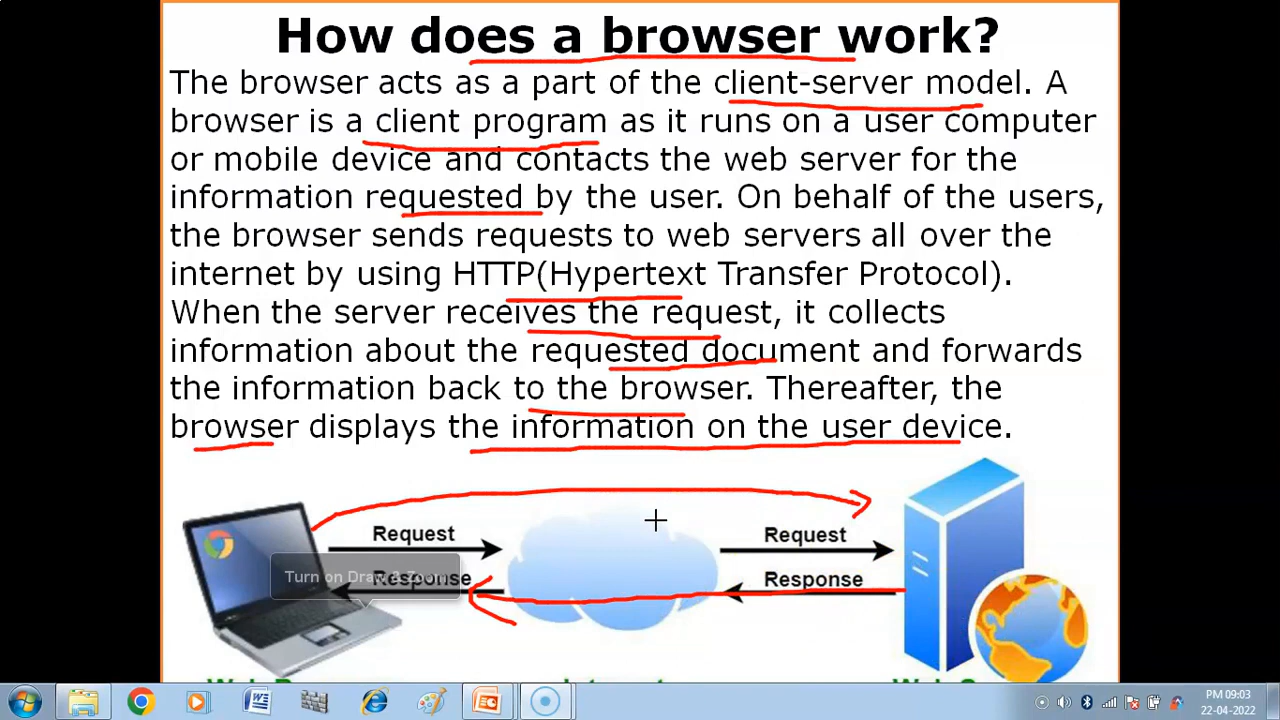 How does a browser work?
The browser acts as a part of the client-server model. A
browser is a client program as it runs on a user computer
or mobile device and contacts the web server for the
information requested by the user. On behalf of the users,
the browser sends requests to web servers all over the
internet by using HTTP(Hypertext Transfer Protocol).
When the server receives the request, it collects
information about the requested document and forwards
the information back to the browser. Thereafter, the
browser displays the information on the user device.
Request
Request
Turn on Draw & Zoom
Response
Response
PM 09:03
22-04-2022